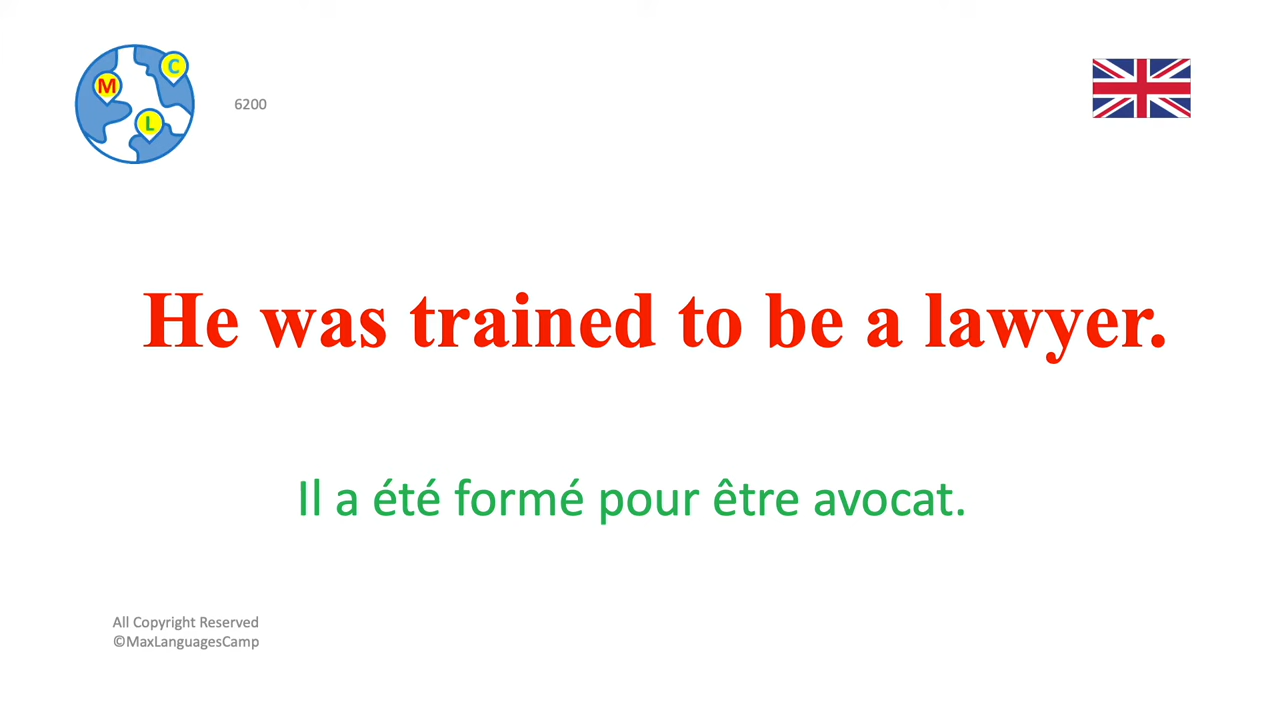 M
C
L
6200
He was trained to be a lawyer.
Il a été formé pour être avocat.
All Copyright Reserved
©MaxLanguagesCamp